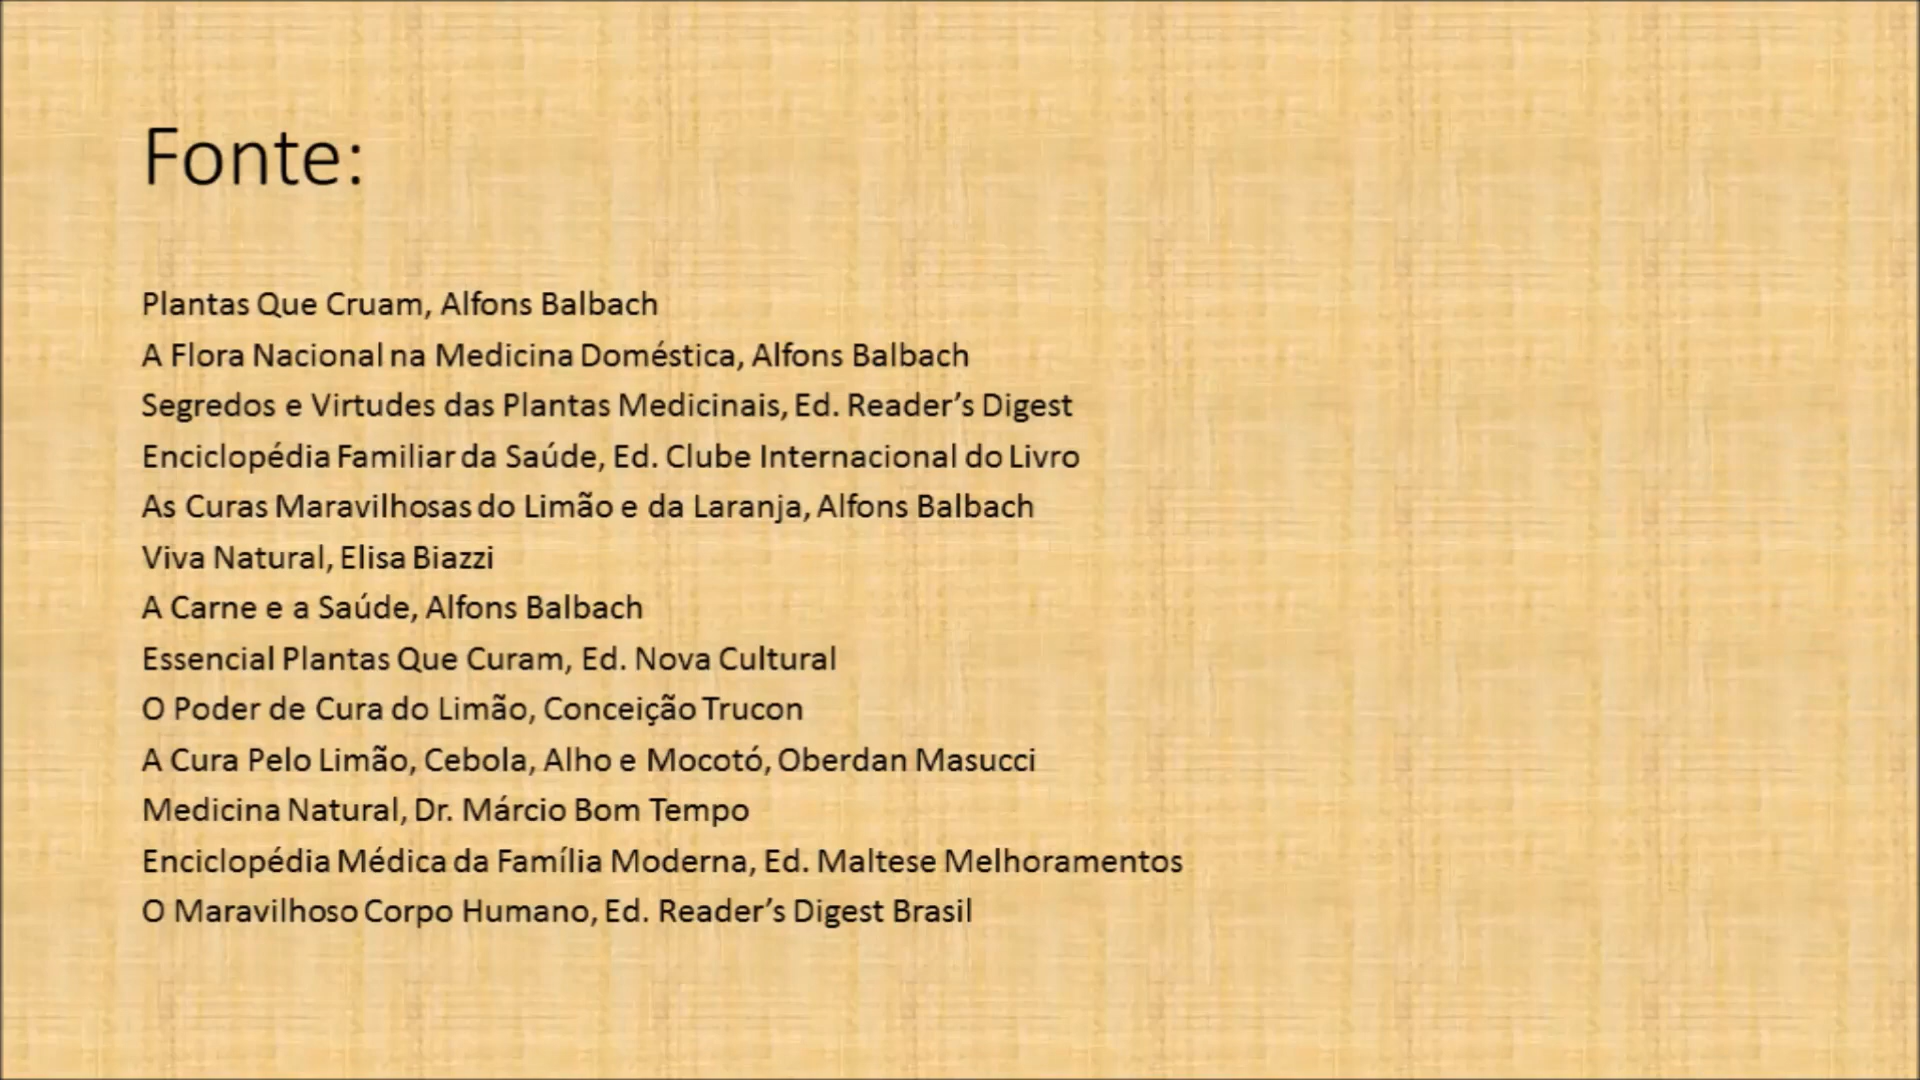 Fonte:
Plantas Que Cruam, Alfons Balbach
A Flora Nacional na Medicina Doméstica, Alfons Balbach
Segredos e Virtudes das Plantas Medicinais, Ed. Reader’s Digest
Enciclopédia Familiar da Saúde, Ed. Clube Internacional do Livro
As Curas Maravilhosas do Limão e da Laranja, Alfons Balbach
Viva Natural, Elisa Biazzi
A Carne e a Saúde, Alfons Balbach
Essencial Plantas Que Curam, Ed. Nova Cultural
O Poder de Cura do Limão, Conceição Trucon
A Cura Pelo Limão, Cebola, Alho e Mocotó, Oberdan Masucci
Medicina Natural, Dr. Márcio Bom Tempo
Enciclopédia Médica da Família Moderna, Ed. Maltese Melhoramentos
O Maravilhoso Corpo Humano, Ed. Reader’s Digest Brasil